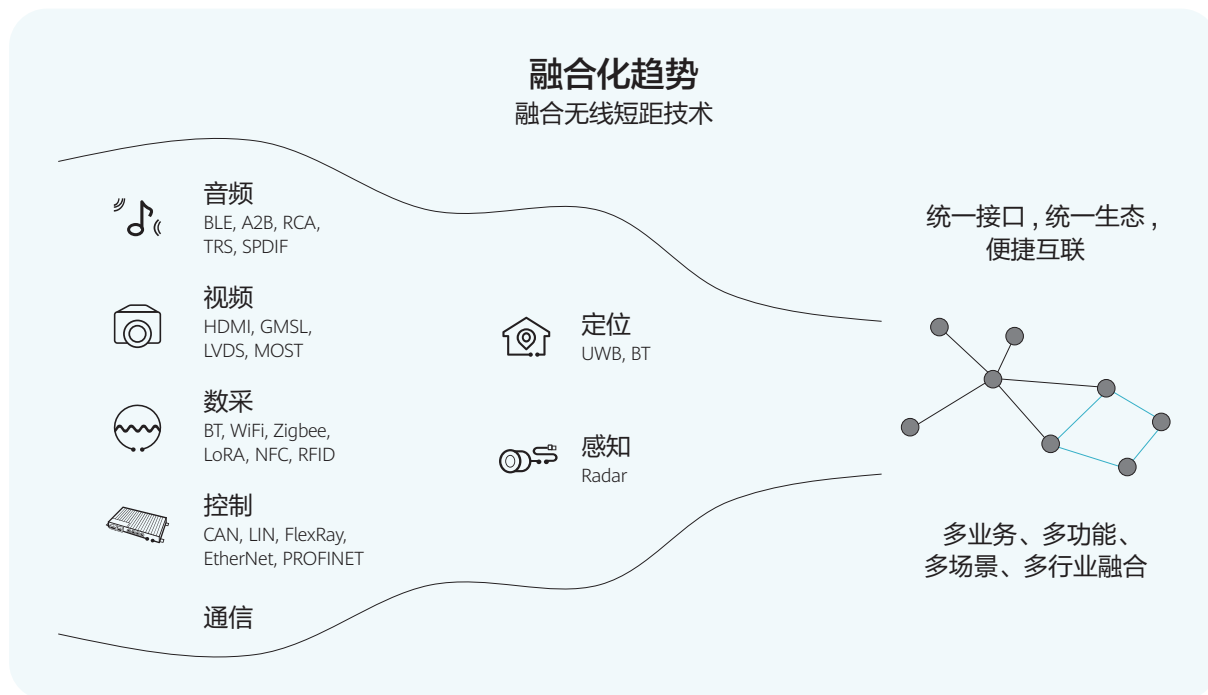 融合化趋势
融合无线短距技术
音频
BLE, A2B, RCA,
TRS, SPDIF
视频
HDMI, GMSL,
LVDS, MOST
数采
BT, WiFi, Zigbee,
LoRA, NFC, RFID
控制
CAN, LIN, FlexRay,
EtherNet, PROFINET
通信
定位
UWB, BT
感知
Radar
统一接口 , 统一生态 ,
便捷互联
多业务、多功能、
多场景、多行业融合